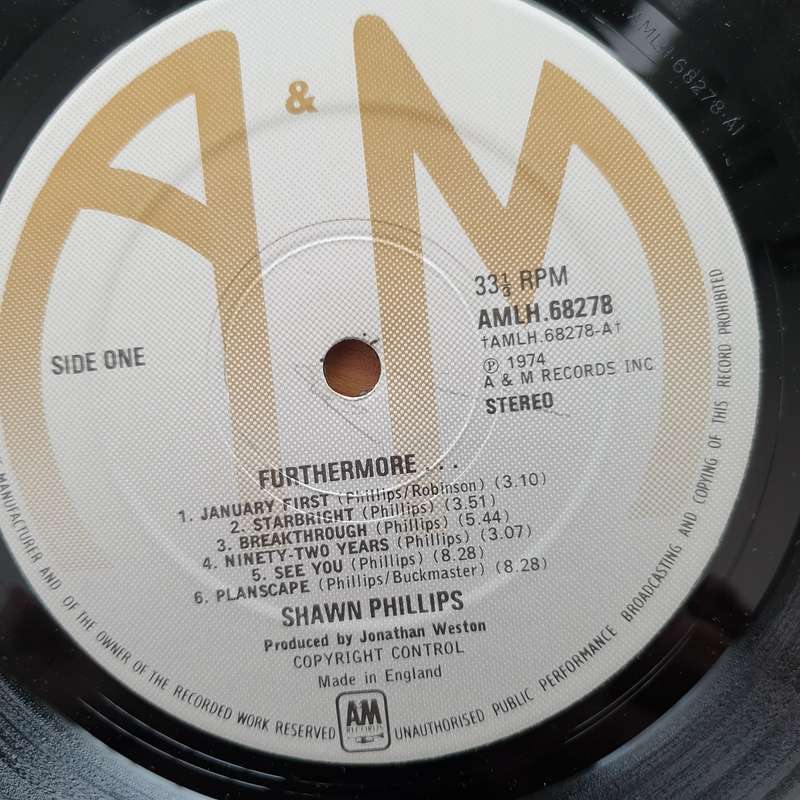 A & M
33⅓ RPM
AMLH.68278
†AMLH.68278-A†
Ⓟ 1974
A & M RECORDS INC
STEREO
SIDE ONE
FURTHERMORE . . .
1. JANUARY FIRST (Phillips/Robinson) (3.10)
2. STARBRIGHT (Phillips) (3.51)
3. BREAKTHROUGH (Phillips) (5.44)
4. NINETY-TWO YEARS (Phillips) (3.07)
5. SEE YOU (Phillips) (8.28)
6. PLANSCAPE (Phillips/Buckmaster) (8.28)
SHAWN PHILLIPS
Produced by Jonathan Weston
COPYRIGHT CONTROL
Made in England
AM
RECORDS
MANUFACTURER AND OF THE OWNER OF THE RECORDED WORK RESERVED UNAUTHORISED PUBLIC PERFORMANCE BROADCASTING AND COPYING OF THIS RECORD PROHIBITED
AMLH.68278.A1